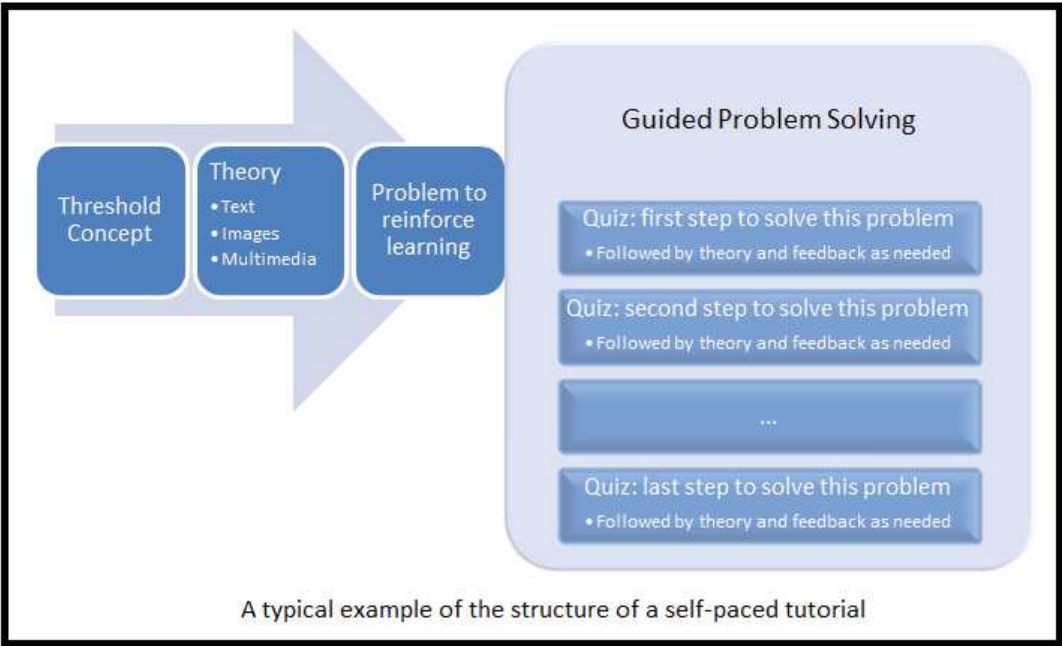 Threshold
Concept
Theory
• Text
• Images
• Multimedia
Problem to
reinforce
learning
Guided Problem Solving
Quiz: first step to solve this problem
• Followed by theory and feedback as needed
Quiz: second step to solve this problem
• Followed by theory and feedback as needed
...
Quiz: last step to solve this problem
• Followed by theory and feedback as needed
A typical example of the structure of a self-paced tutorial